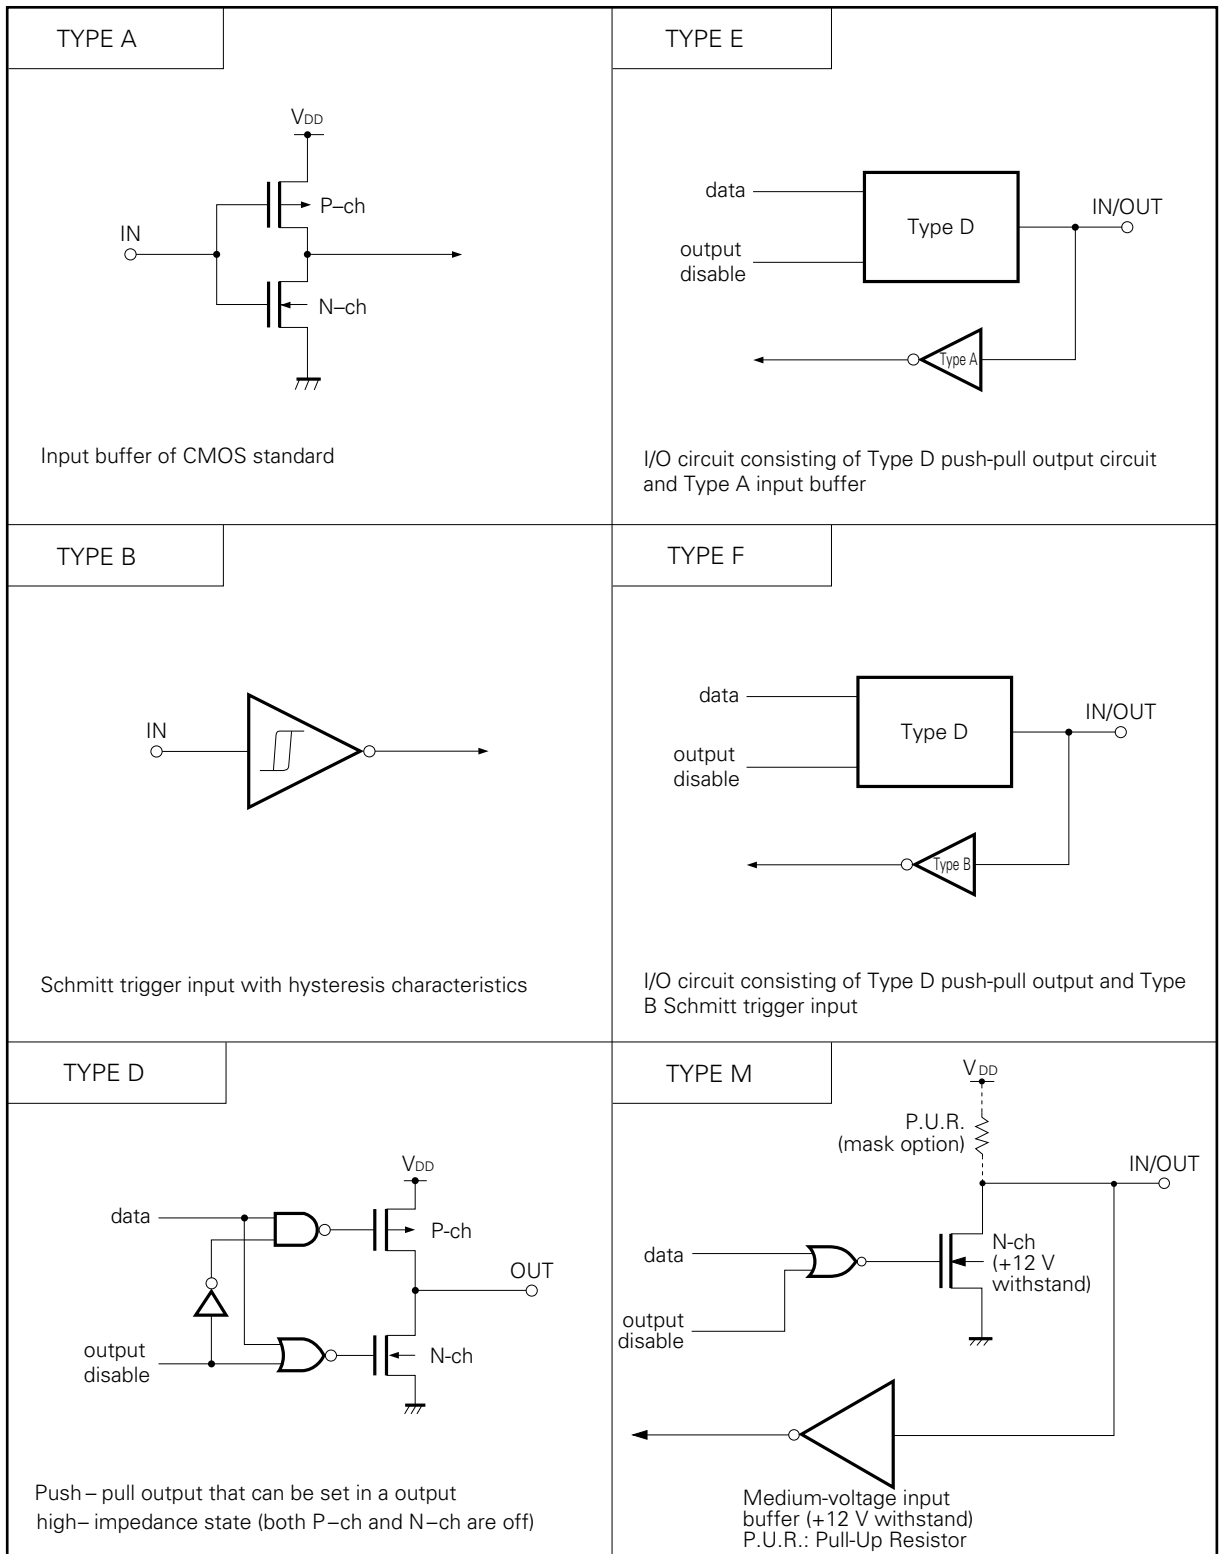 TYPE A
VDD
P–ch
IN
N–ch
Input buffer of CMOS standard
TYPE E
data
Type D
IN/OUT
output
disable
Type A
I/O circuit consisting of Type D push-pull output circuit
and Type A input buffer
TYPE B
IN
Schmitt trigger input with hysteresis characteristics
TYPE F
data
Type D
IN/OUT
output
disable
Type B
I/O circuit consisting of Type D push-pull output and Type
B Schmitt trigger input
TYPE D
VDD
data
P-ch
OUT
output
disable
N-ch
Push – pull output that can be set in a output
high– impedance state (both P–ch and N–ch are off)
TYPE M
VDD
P.U.R.
(mask option)
IN/OUT
data
N-ch
(+12 V
withstand)
output
disable
Medium-voltage input
buffer (+12 V withstand)
P.U.R.: Pull-Up Resistor